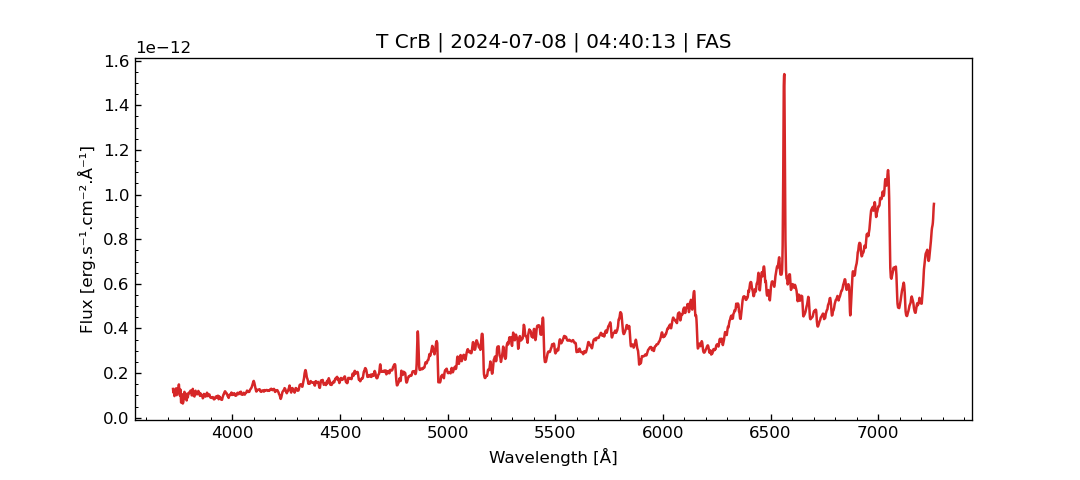 T CrB | 2024-07-08 | 04:40:13 | FAS
1e−12
1.6
1.4
1.2
1.0
0.8
0.6
0.4
0.2
0.0
Flux [erg.s⁻¹.cm⁻².Å⁻¹]
4000 4500 5000 5500 6000 6500 7000
Wavelength [Å]